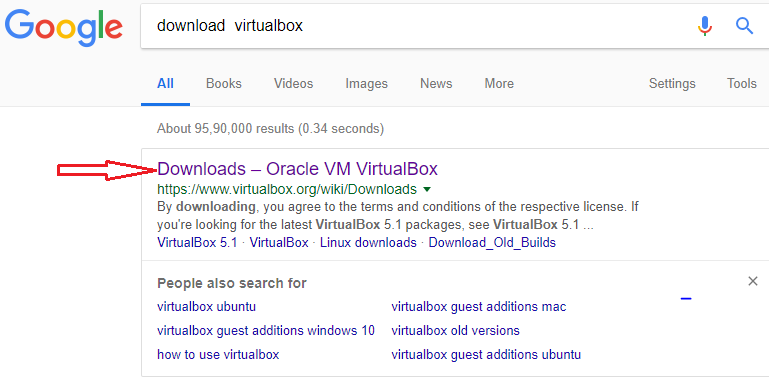 Google
download  virtualbox
All Books Videos Images News More Settings Tools
About 95,90,000 results (0.34 seconds)
Downloads – Oracle VM VirtualBox
https://www.virtualbox.org/wiki/Downloads
By downloading, you agree to the terms and conditions of the respective license. If
you're looking for the latest VirtualBox 5.1 packages, see VirtualBox 5.1 ...
VirtualBox 5.1 · VirtualBox · Linux downloads · Download_Old_Builds
People also search for
virtualbox ubuntu virtualbox guest additions mac
virtualbox guest additions windows 10 virtualbox old versions
how to use virtualbox virtualbox guest additions ubuntu